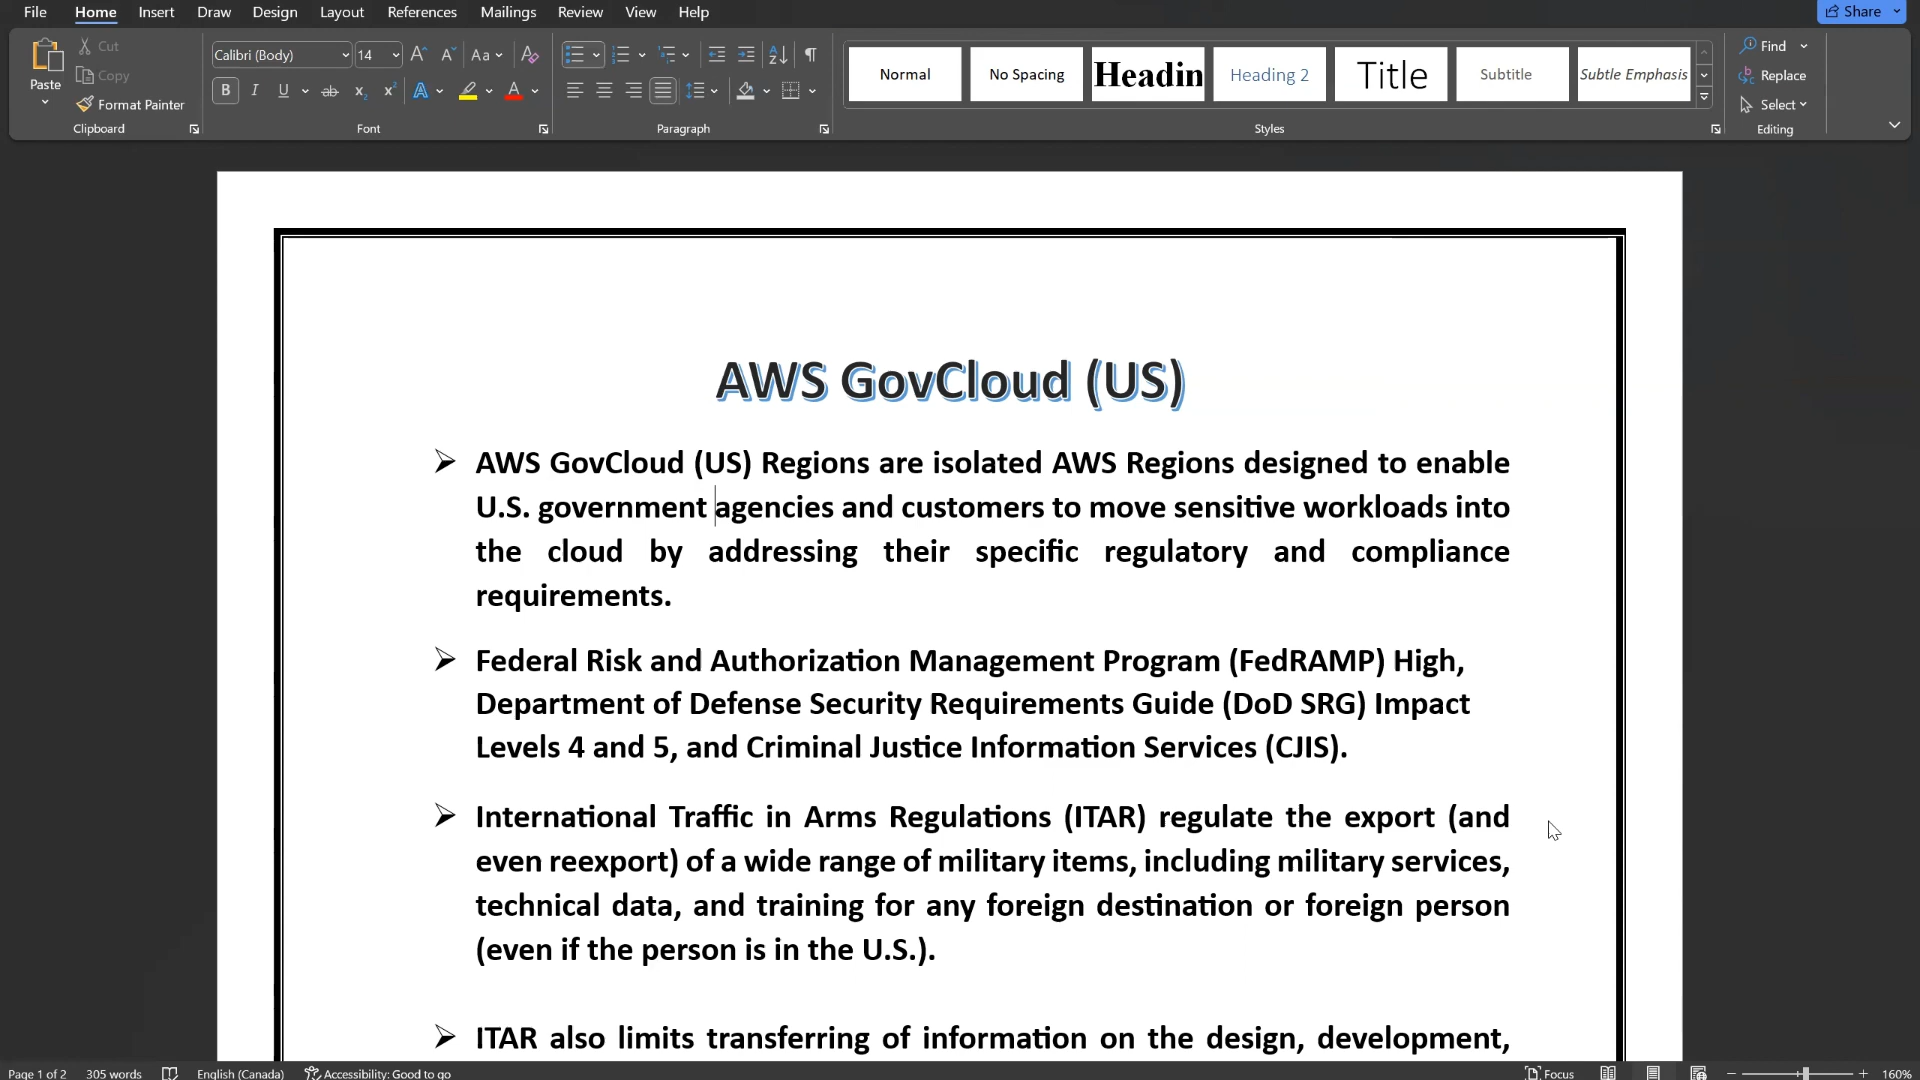 File Home Insert Draw Design Layout References Mailings Review View Help Share
Paste Cut Copy Format Painter Clipboard
Calibri (Body) 14 Aa B I U ab x₂ x² A A Font
Paragraph
Normal No Spacing Headin Heading 2 Title Subtitle Subtle Emphasis Styles
Find Replace Select Editing
AWS GovCloud (US)
➢ AWS GovCloud (US) Regions are isolated AWS Regions designed to enable
U.S. government agencies and customers to move sensitive workloads into
the cloud by addressing their specific regulatory and compliance
requirements.
➢ Federal Risk and Authorization Management Program (FedRAMP) High,
Department of Defense Security Requirements Guide (DoD SRG) Impact
Levels 4 and 5, and Criminal Justice Information Services (CJIS).
➢ International Traffic in Arms Regulations (ITAR) regulate the export (and
even reexport) of a wide range of military items, including military services,
technical data, and training for any foreign destination or foreign person
(even if the person is in the U.S.).
➢ ITAR also limits transferring of information on the design, development,
Page 1 of 2 305 words English (Canada) Accessibility: Good to go Focus 160%